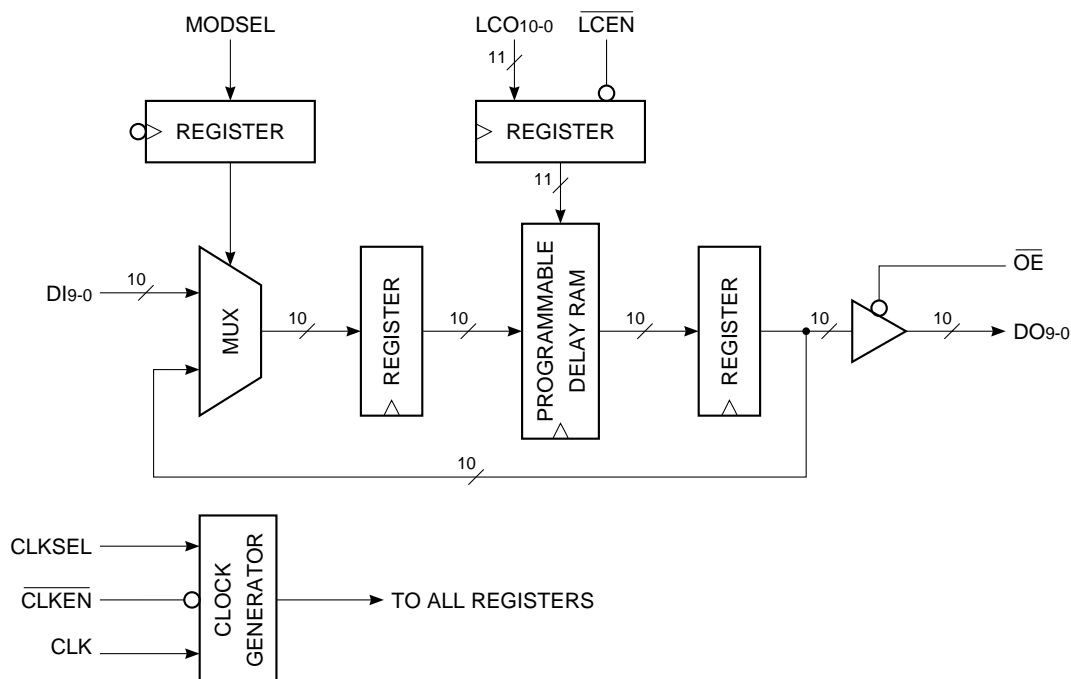 MODSEL
LCO10-0
LCEN
11
REGISTER
REGISTER
11
DI9-0
10
MUX
10
REGISTER
10
PROGRAMMABLE
DELAY RAM
10
REGISTER
10
OE
10
DO9-0
10
CLKSEL
CLKEN
CLK
CLOCK
GENERATOR
TO ALL REGISTERS